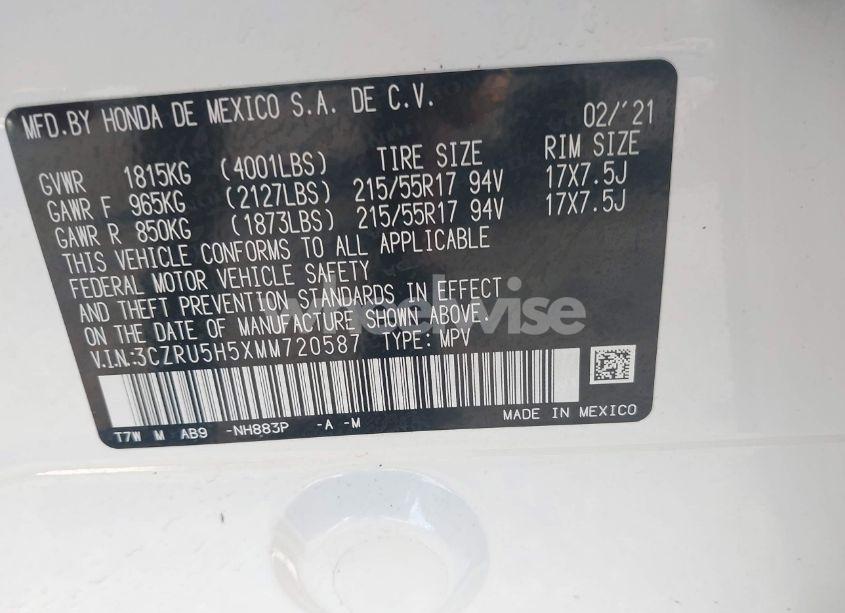 MFD.BY HONDA DE MEXICO S.A. DE C.V. 02/'21
GVWR 1815KG (4001LBS) TIRE SIZE RIM SIZE
GAWR F 965KG (2127LBS) 215/55R17 94V 17X7.5J
GAWR R 850KG (1873LBS) 215/55R17 94V 17X7.5J
THIS VEHICLE CONFORMS TO ALL APPLICABLE
FEDERAL MOTOR VEHICLE SAFETY
AND THEFT PREVENTION STANDARDS IN EFFECT
ON THE DATE OF MANUFACTURE SHOWN ABOVE.
V.I.N.:3CZRU5H5XMM720587 TYPE: MPV
T7W M AB9 -NH883P -A -M
MADE IN MEXICO
wheelwise